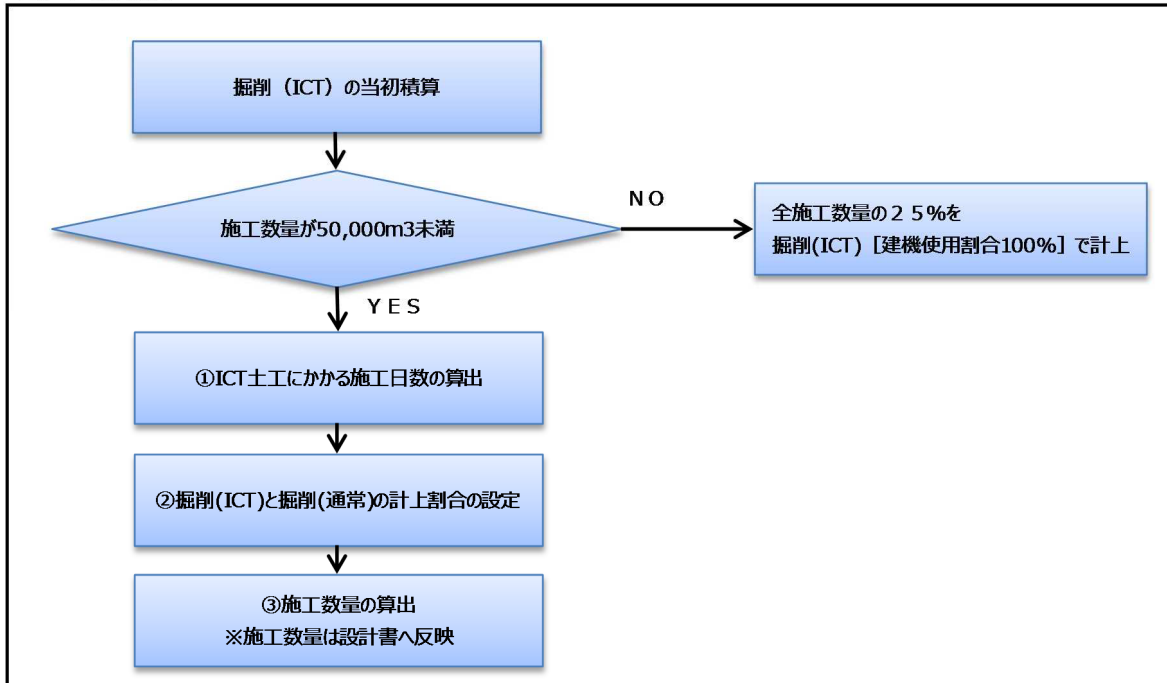 掘削（ICT）の当初積算
施工数量が50,000m3未満
ＮＯ
全施工数量の２５%を
掘削(ICT)［建機使用割合100%］で計上
ＹＥＳ
①ICT土工にかかる施工日数の算出
②掘削(ICT)と掘削(通常)の計上割合の設定
③施工数量の算出
※施工数量は設計書へ反映